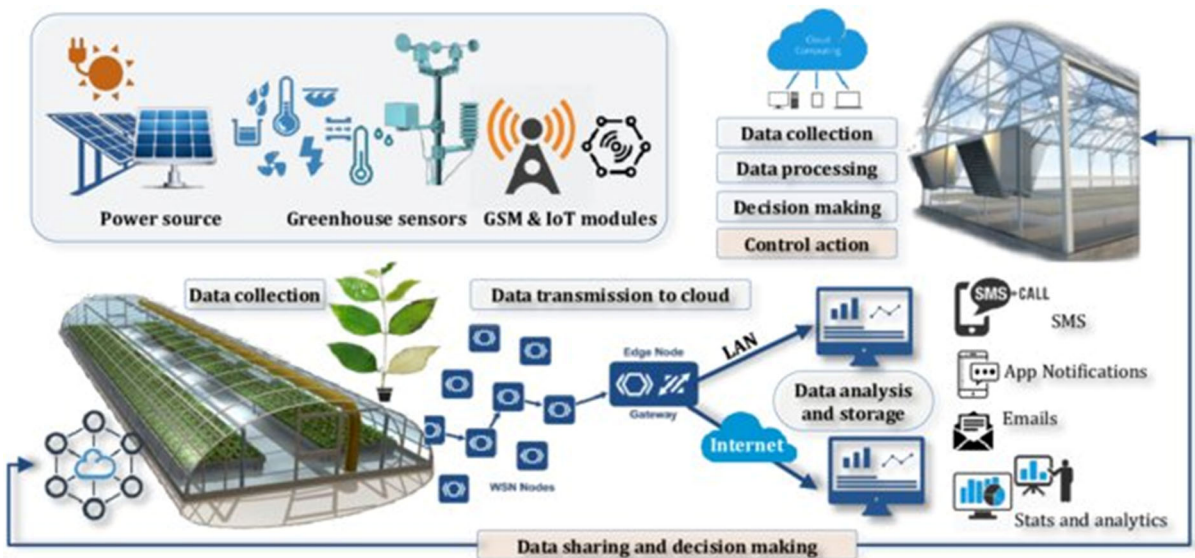 Cloud
Computing
Power source
Greenhouse sensors
GSM & IoT modules
Data collection
Data processing
Decision making
Control action
Data collection
Data transmission to cloud
SMS
CALL
SMS
Edge Node
LAN
App Notifications
Data analysis
and storage
Gateway
Emails
Internet
WSN Nodes
Stats and analytics
Data sharing and decision making